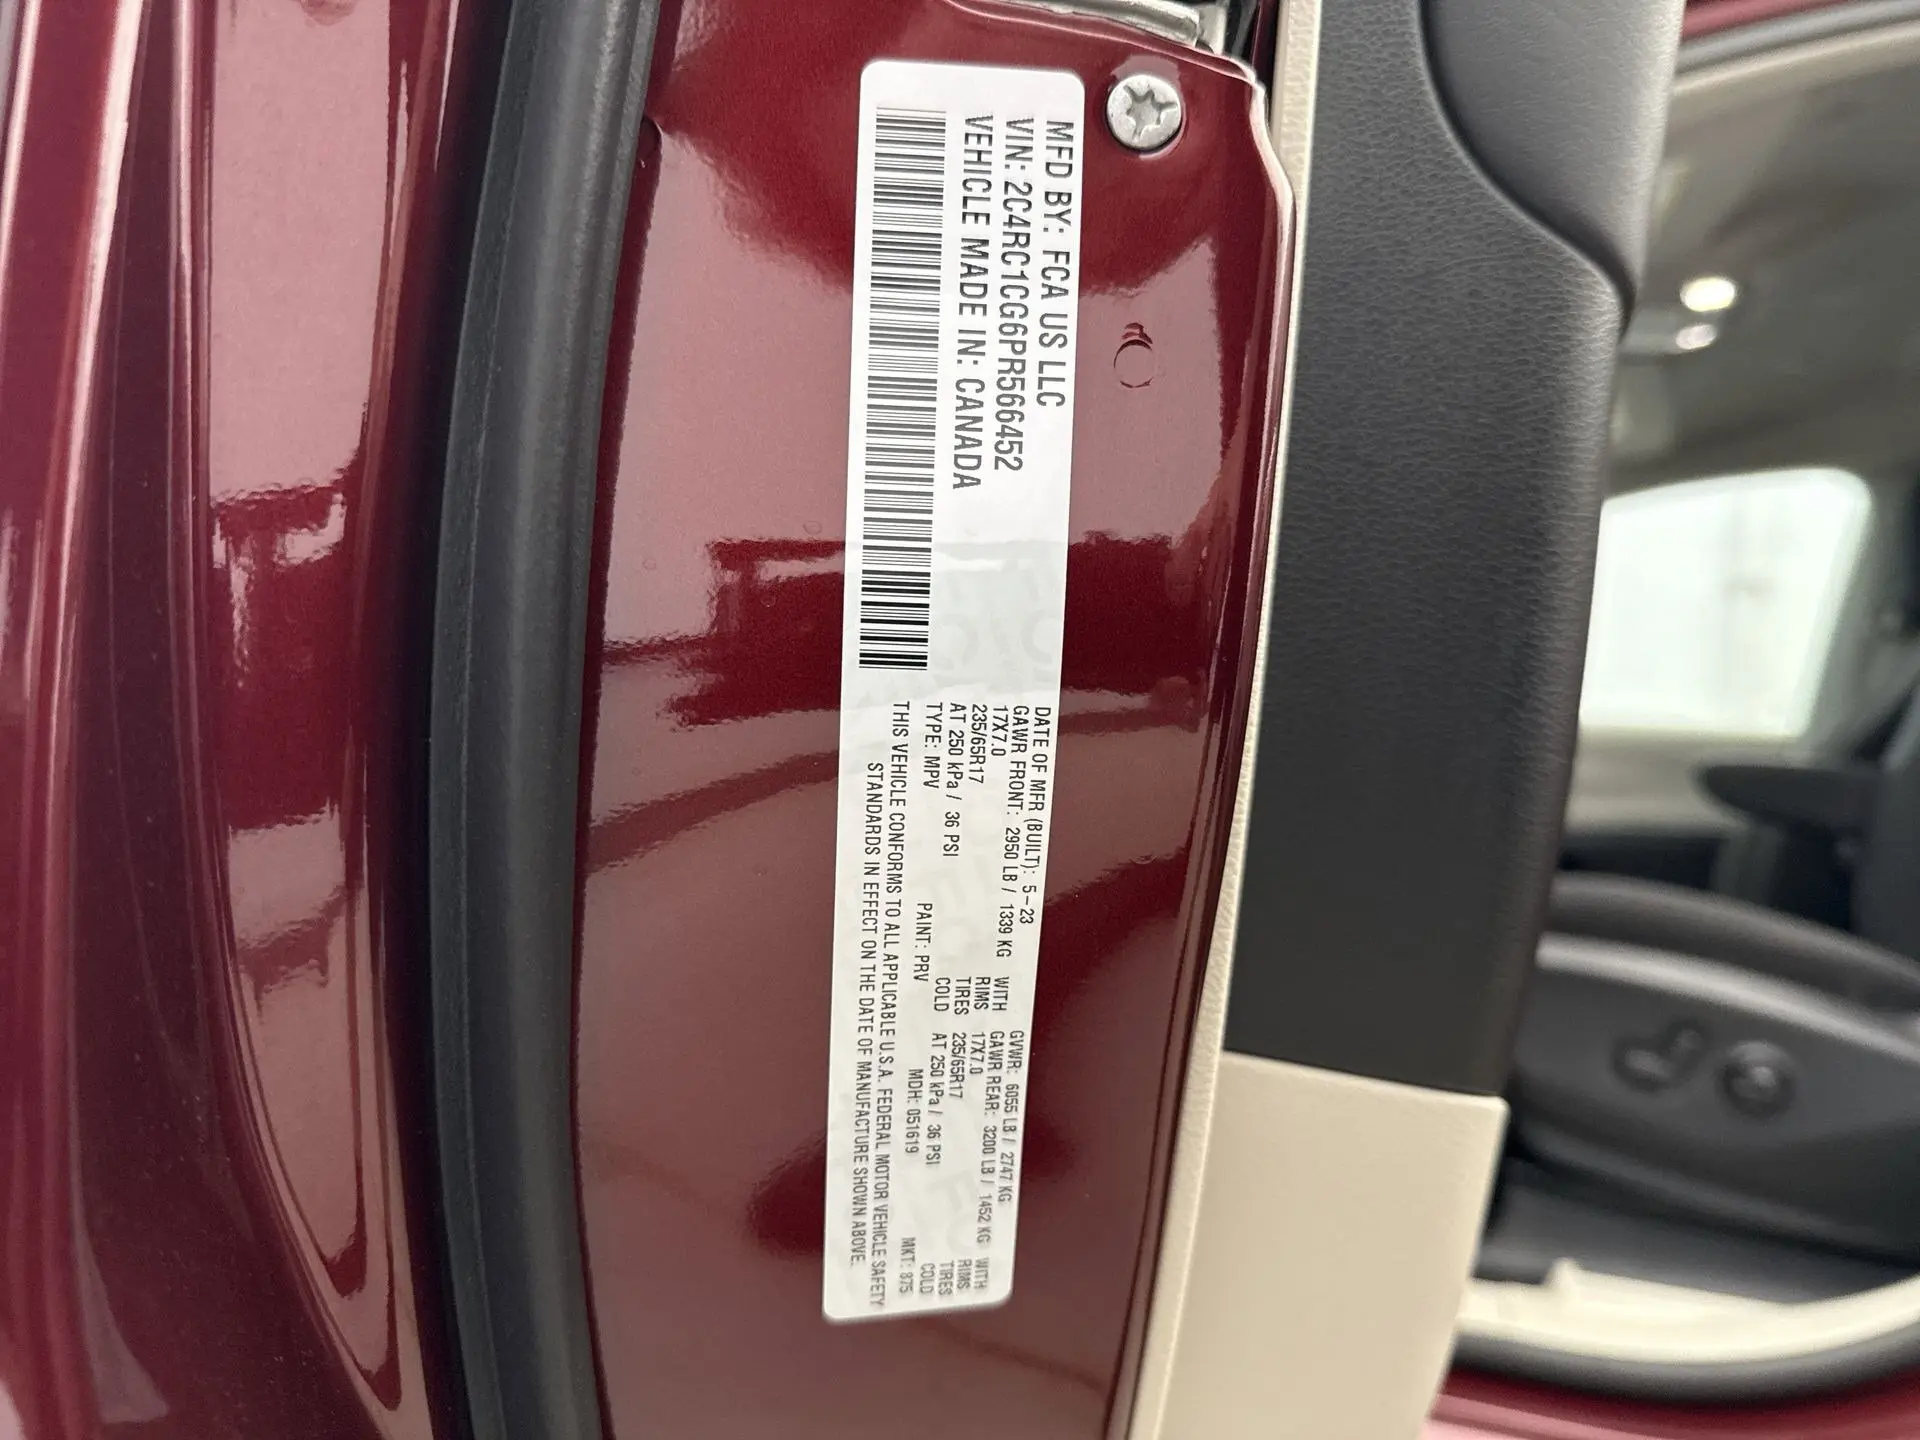 MFD BY: FCA US LLC
VIN: 2C4RC1CG6PR566452
VEHICLE MADE IN: CANADA
DATE OF MFR (BUILT): 5-23
GVWR: 6055 LB / 2747 KG
GAWR FRONT: 2950 LB / 1339 KG WITH
GAWR REAR: 3200 LB / 1452 KG WITH
17X7.0 RIMS 17X7.0 RIMS
235/65R17 TIRES 235/65R17 TIRES
AT 250 kPa / 36 PSI COLD AT 250 kPa / 36 PSI COLD
TYPE: MPV PAINT: PRV MDH: 051619 MKT: 875
THIS VEHICLE CONFORMS TO ALL APPLICABLE U.S.A. FEDERAL MOTOR VEHICLE SAFETY
STANDARDS IN EFFECT ON THE DATE OF MANUFACTURE SHOWN ABOVE.